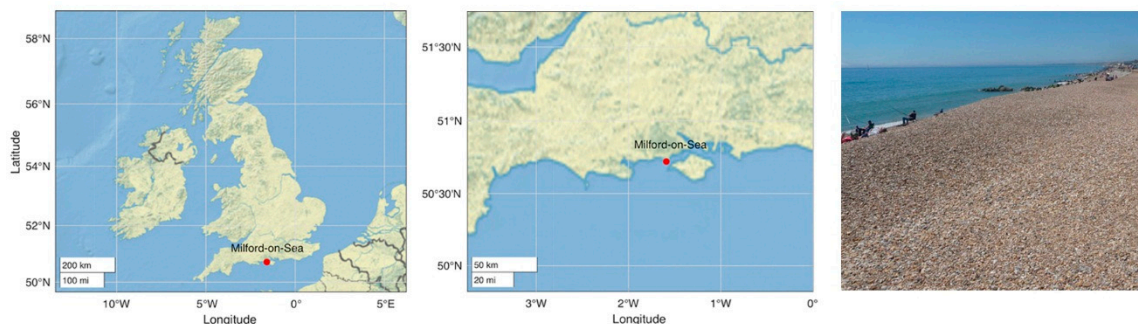 58°N
56°N
54°N
52°N
50°N
Latitude
Milford-on-Sea
200 km
100 mi
10°W 5°W 0° 5°E
Longitude
51°30'N
51°N
50°30'N
50°N
Milford-on-Sea
50 km
20 mi
3°W 2°W 1°W 0°
Longitude